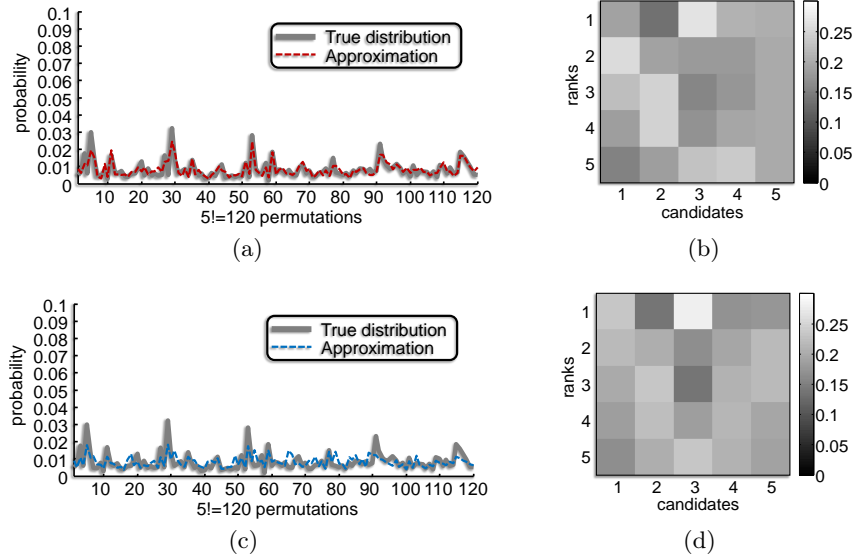 0.1
0.09
0.08
0.07
0.06
0.05
0.04
0.03
0.02
0.01
0
probability
True distribution
Approximation
10 20 30 40 50 60 70 80 90 100 110 120
5!=120 permutations
(a)
1
2
3
4
5
ranks
1 2 3 4 5
candidates
0.25
0.2
0.15
0.1
0.05
0
(b)
0.1
0.09
0.08
0.07
0.06
0.05
0.04
0.03
0.02
0.01
0
probability
True distribution
Approximation
10 20 30 40 50 60 70 80 90 100 110 120
5!=120 permutations
(c)
1
2
3
4
5
ranks
1 2 3 4 5
candidates
0.25
0.2
0.15
0.1
0.05
0
(d)